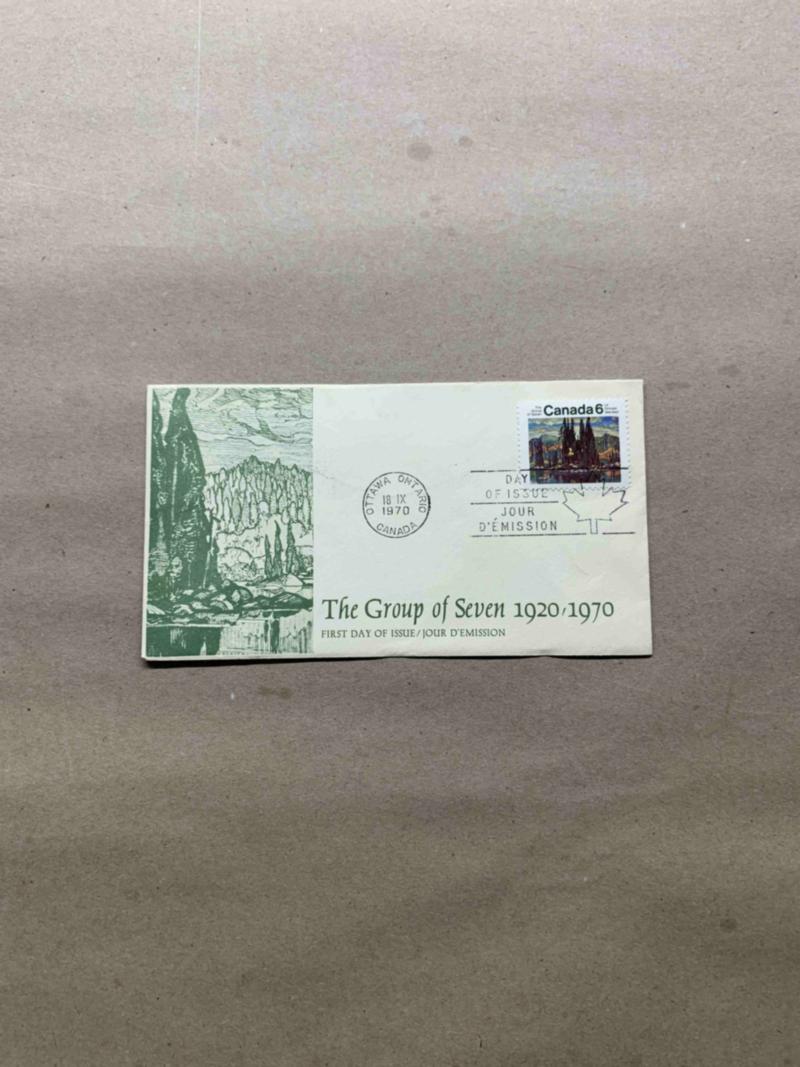 Canada 6
OTTAWA ONTARIO
18 IX
1970
CANADA
DAY
OF ISSUE
JOUR
D'ÉMISSION
The Group of Seven 1920/1970
FIRST DAY OF ISSUE/JOUR D'EMISSION